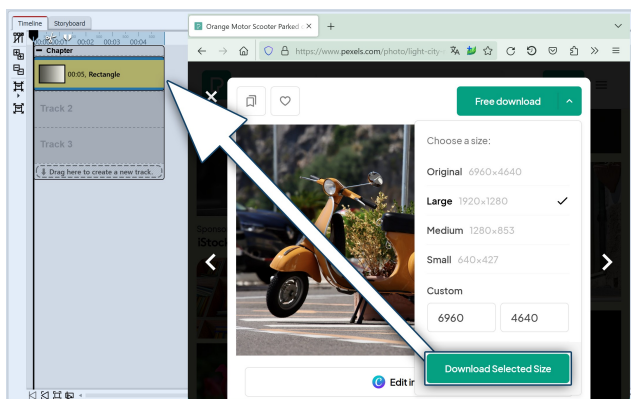 Timeline Storyboard
00:02 00:03 00:04
Chapter
00:05, Rectangle
Track 2
Track 3
Drag here to create a new track.
Orange Motor Scooter Parked
https://www.pexels.com/photo/light-city-
Free download
Choose a size:
Original 6960×4640
Large 1920×1280
Medium 1280×853
Small 640×427
Custom
6960 4640
Download Selected Size
Edit in